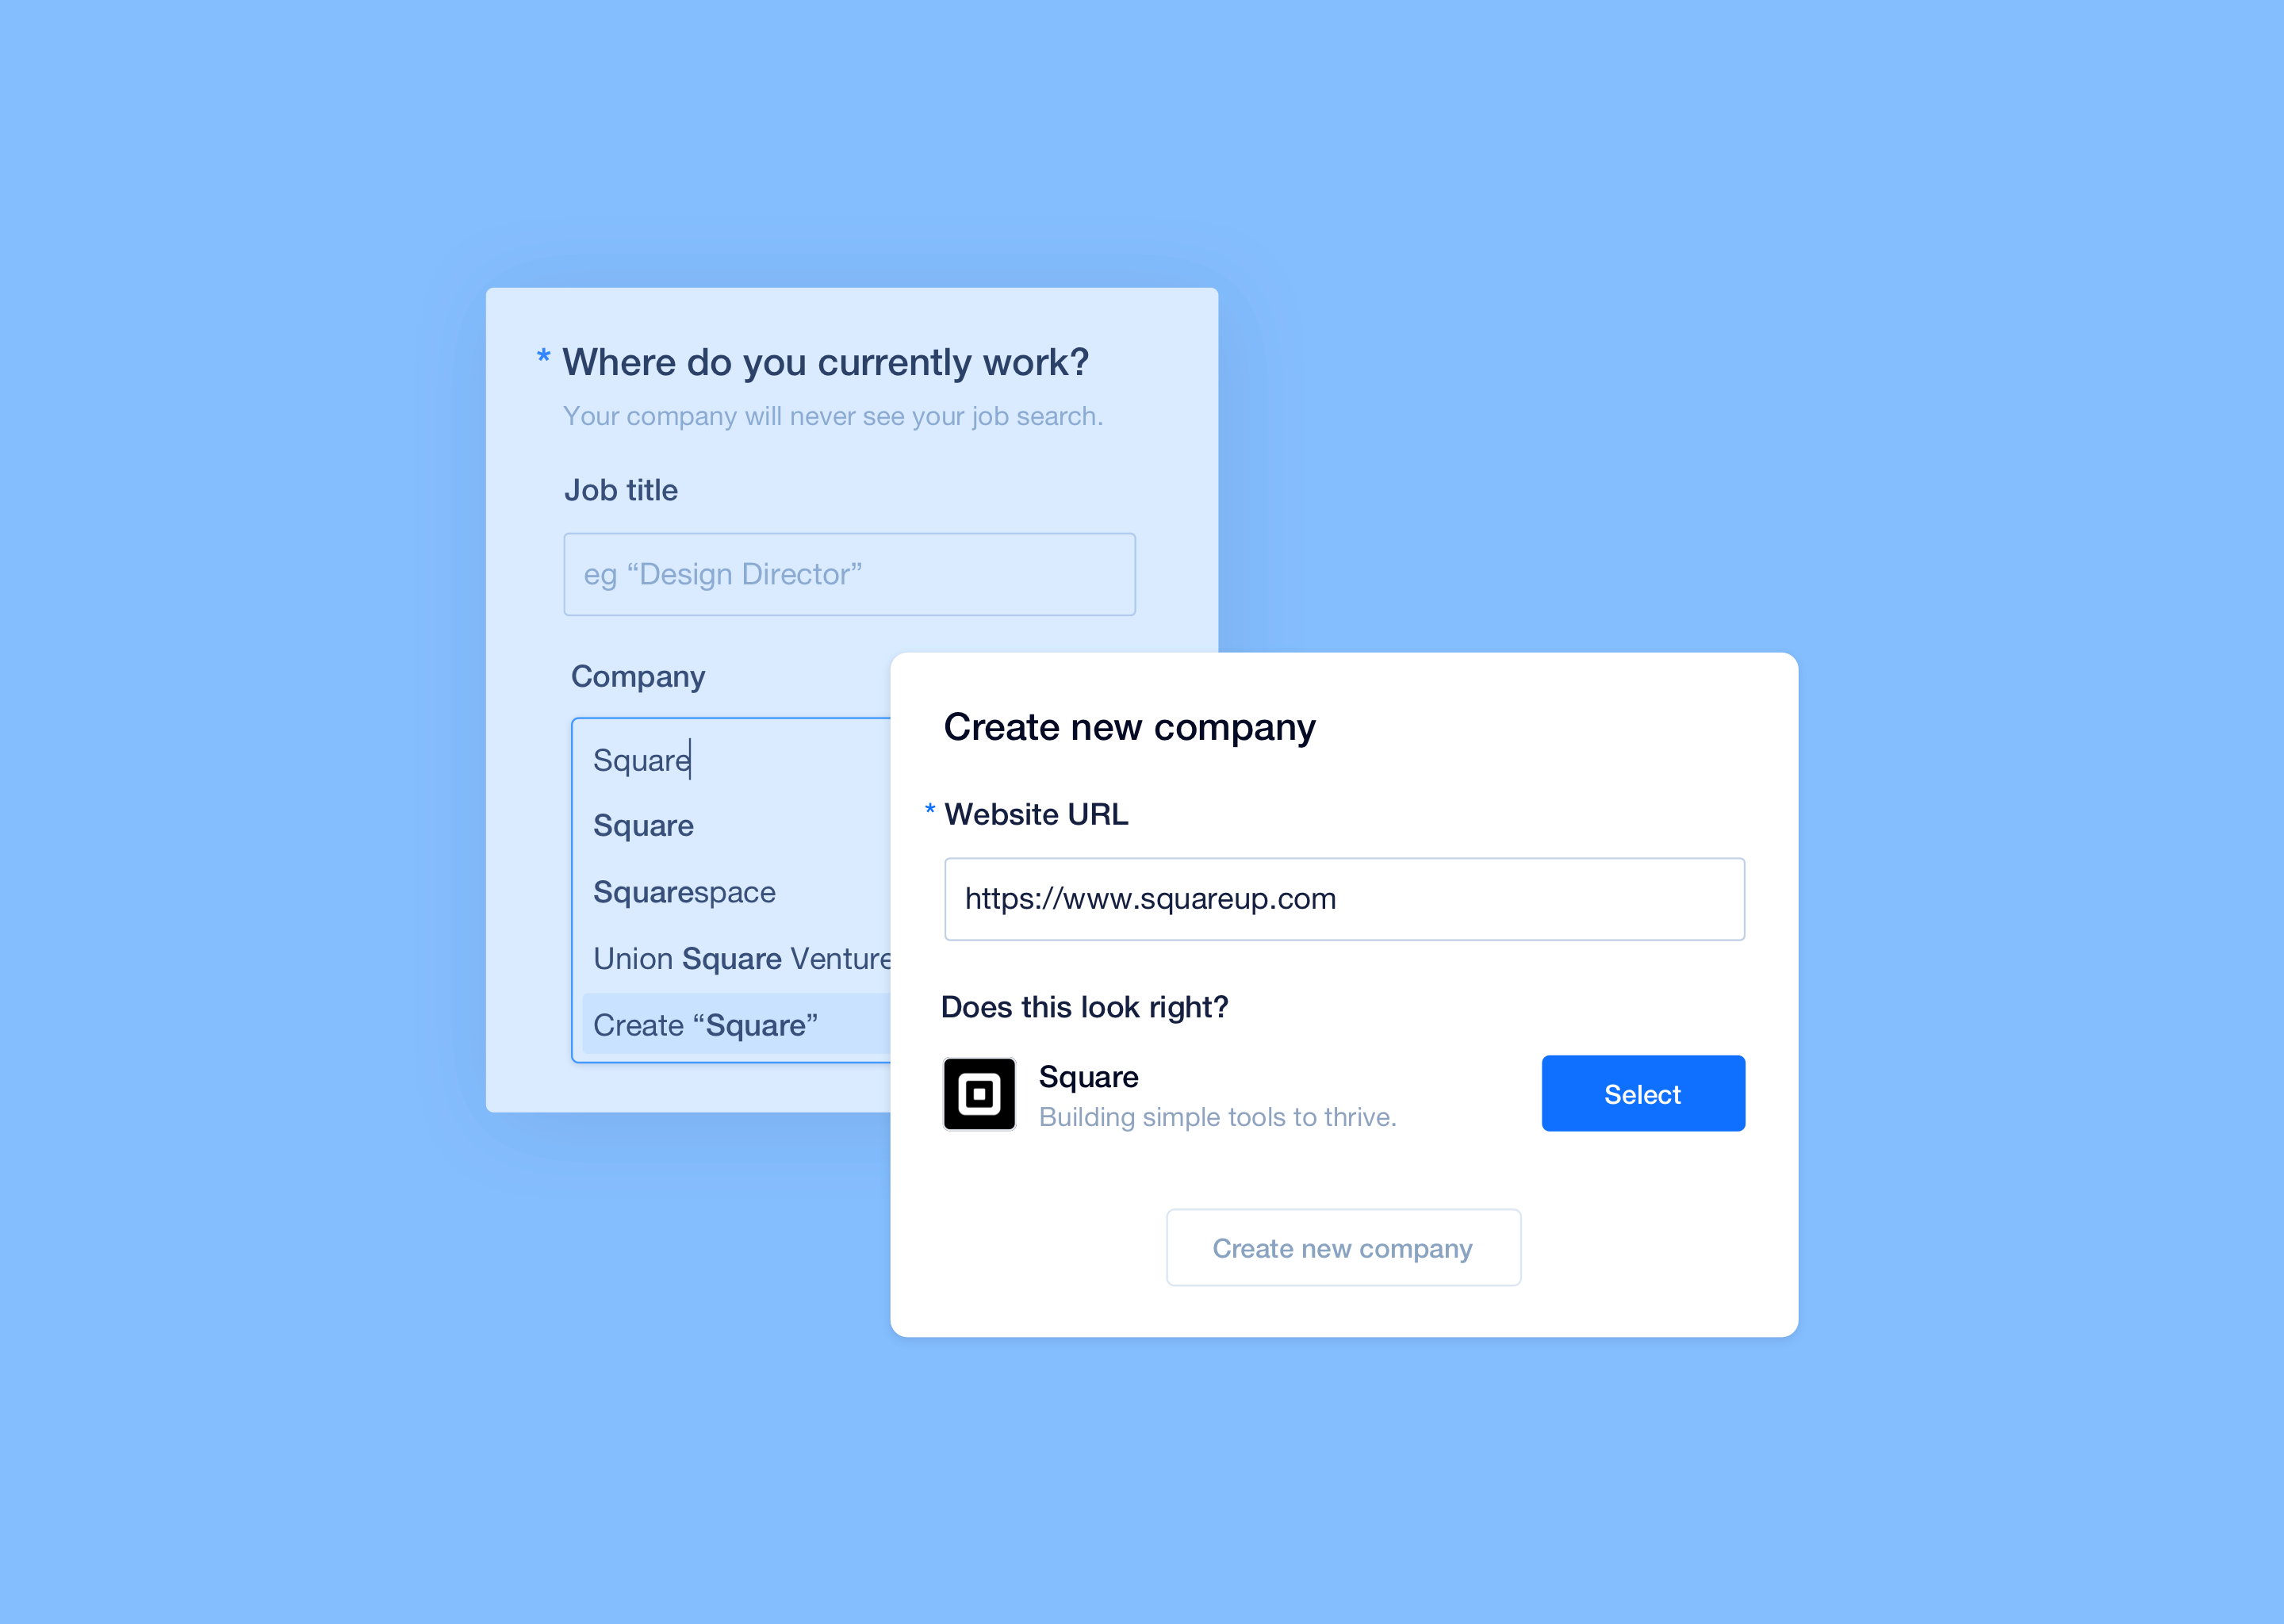 * Where do you currently work?
Your company will never see your job search.
Job title
eg “Design Director”
Company
Square
Square
Squarespace
Union Square Venture
Create “Square”
Create new company
* Website URL
https://www.squareup.com
Does this look right?
Square
Building simple tools to thrive.
Select
Create new company